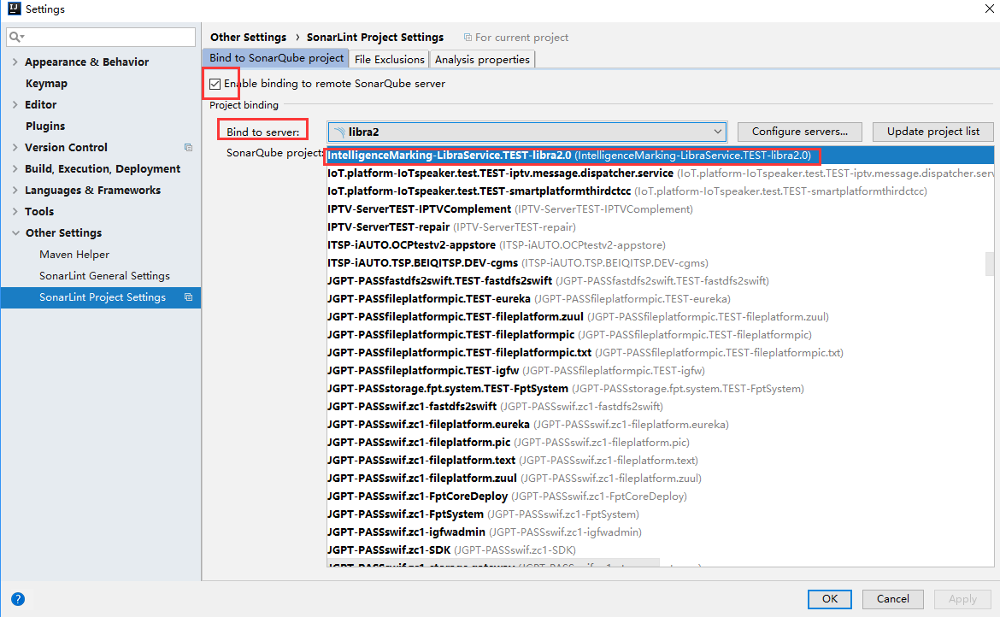 Settings
Other Settings › SonarLint Project Settings For current project
Appearance & Behavior
Keymap
Editor
Plugins
Version Control
Build, Execution, Deployment
Languages & Frameworks
Tools
Other Settings
Maven Helper
SonarLint General Settings
SonarLint Project Settings
Bind to SonarQube project File Exclusions Analysis properties
Enable binding to remote SonarQube server
Project binding
Bind to server: libra2 Configure servers... Update project list
SonarQube project:
IntelligenceMarking-LibraService.TEST-libra2.0 (IntelligenceMarking-LibraService.TEST-libra2.0)
IoT.platform-IoTspeaker.test.TEST-iptv.message.dispatcher.service (IoT.platform-IoTspeaker.test.TEST-iptv.message.dispatcher.serv
IoT.platform-IoTspeaker.test.TEST-smartplatformthirdctcc (IoT.platform-IoTspeaker.test.TEST-smartplatformthirdctcc)
IPTV-ServerTEST-IPTVComplement (IPTV-ServerTEST-IPTVComplement)
IPTV-ServerTEST-repair (IPTV-ServerTEST-repair)
ITSP-iAUTO.OCPtestv2-appstore (ITSP-iAUTO.OCPtestv2-appstore)
ITSP-iAUTO.TSP.BEIQITSP.DEV-cgms (ITSP-iAUTO.TSP.BEIQITSP.DEV-cgms)
JGPT-PASSfastdfs2swift.TEST-fastdfs2swift (JGPT-PASSfastdfs2swift.TEST-fastdfs2swift)
JGPT-PASSfileplatformpic.TEST-eureka (JGPT-PASSfileplatformpic.TEST-eureka)
JGPT-PASSfileplatformpic.TEST-fileplatform.zuul (JGPT-PASSfileplatformpic.TEST-fileplatform.zuul)
JGPT-PASSfileplatformpic.TEST-fileplatformpic (JGPT-PASSfileplatformpic.TEST-fileplatformpic)
JGPT-PASSfileplatformpic.TEST-fileplatformpic.txt (JGPT-PASSfileplatformpic.TEST-fileplatformpic.txt)
JGPT-PASSfileplatformpic.TEST-igfw (JGPT-PASSfileplatformpic.TEST-igfw)
JGPT-PASSstorage.fpt.system.TEST-FptSystem (JGPT-PASSstorage.fpt.system.TEST-FptSystem)
JGPT-PASSswif.zc1-fastdfs2swift (JGPT-PASSswif.zc1-fastdfs2swift)
JGPT-PASSswif.zc1-fileplatform.eureka (JGPT-PASSswif.zc1-fileplatform.eureka)
JGPT-PASSswif.zc1-fileplatform.pic (JGPT-PASSswif.zc1-fileplatform.pic)
JGPT-PASSswif.zc1-fileplatform.text (JGPT-PASSswif.zc1-fileplatform.text)
JGPT-PASSswif.zc1-fileplatform.zuul (JGPT-PASSswif.zc1-fileplatform.zuul)
JGPT-PASSswif.zc1-FptCoreDeploy (JGPT-PASSswif.zc1-FptCoreDeploy)
JGPT-PASSswif.zc1-FptSystem (JGPT-PASSswif.zc1-FptSystem)
JGPT-PASSswif.zc1-igfwadmin (JGPT-PASSswif.zc1-igfwadmin)
JGPT-PASSswif.zc1-SDK (JGPT-PASSswif.zc1-SDK)
OK Cancel Apply